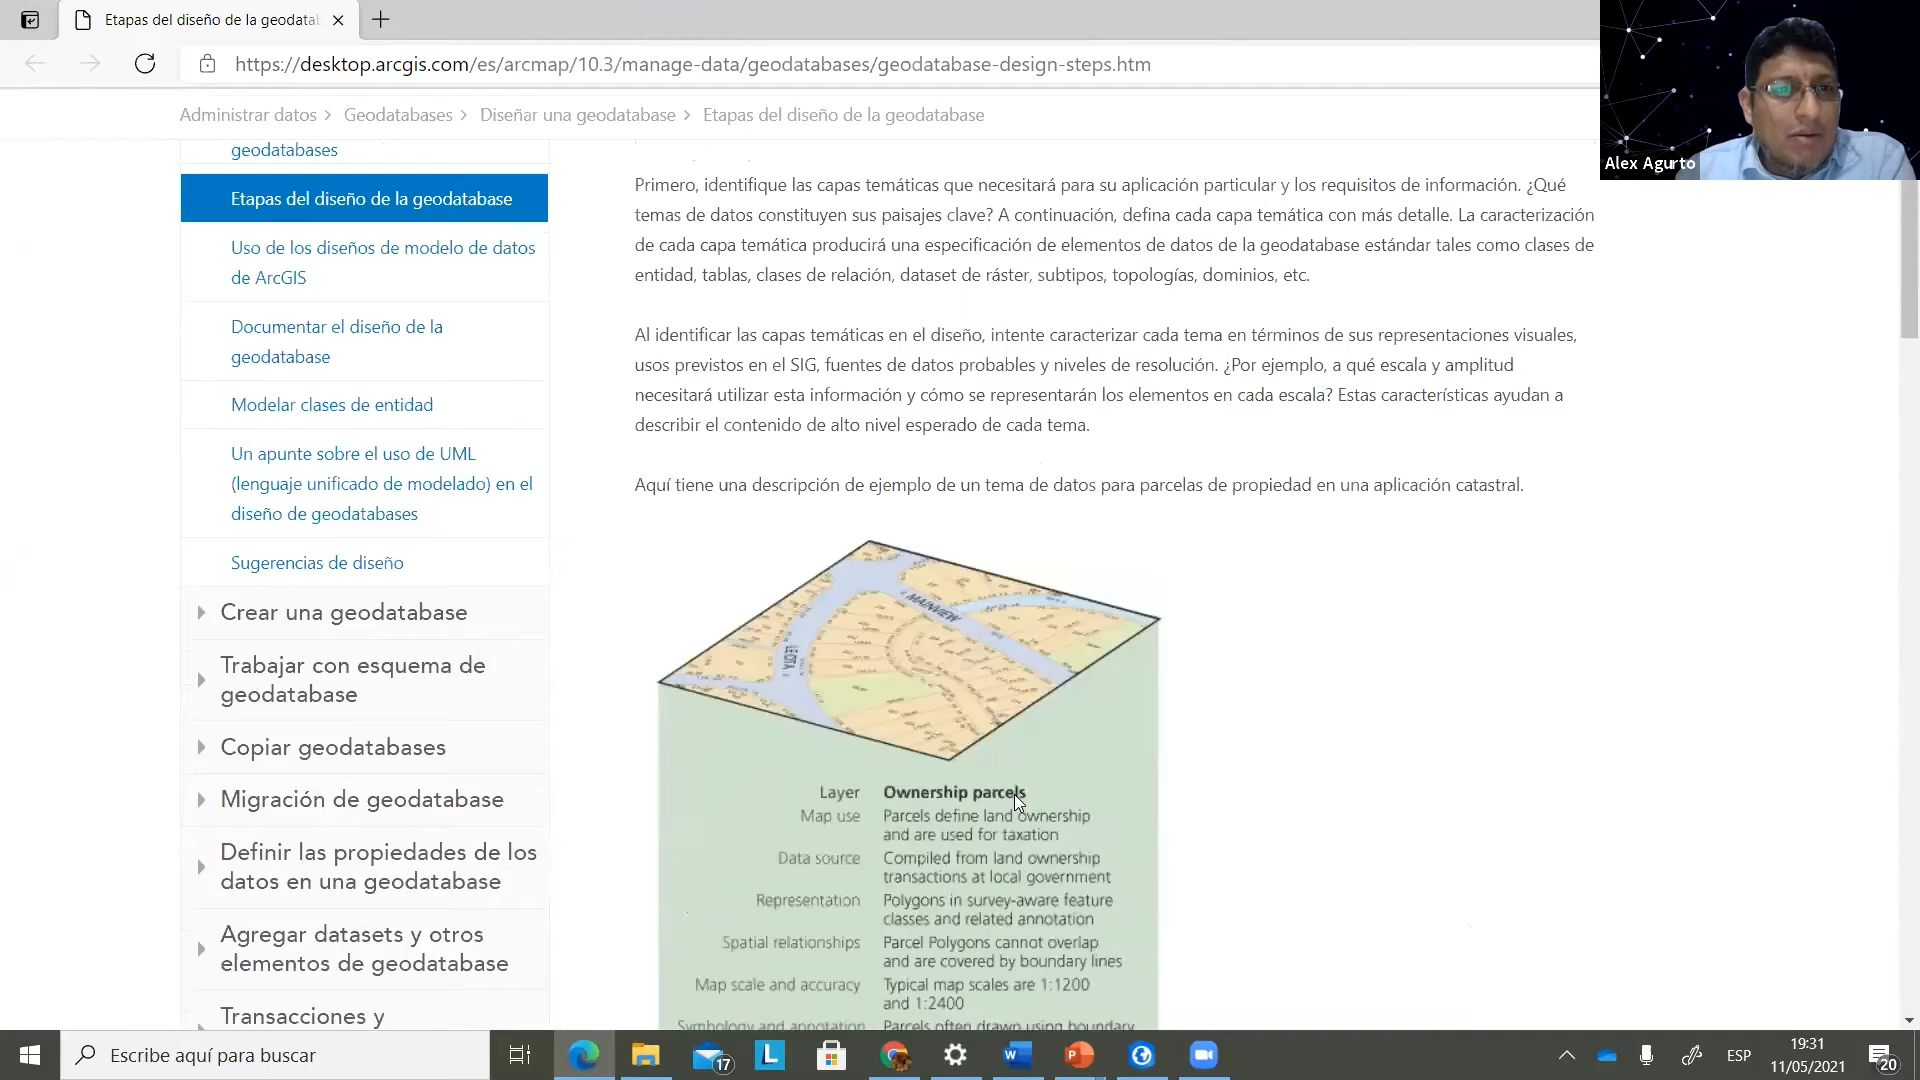 Etapas del diseño de la geodatab
https://desktop.arcgis.com/es/arcmap/10.3/manage-data/geodatabases/geodatabase-design-steps.htm
Alex Agurto
Administrar datos > Geodatabases > Diseñar una geodatabase > Etapas del diseño de la geodatabase
geodatabases
Etapas del diseño de la geodatabase
Uso de los diseños de modelo de datos
de ArcGIS
Documentar el diseño de la
geodatabase
Modelar clases de entidad
Un apunte sobre el uso de UML
(lenguaje unificado de modelado) en el
diseño de geodatabases
Sugerencias de diseño
Crear una geodatabase
Trabajar con esquema de
geodatabase
Copiar geodatabases
Migración de geodatabase
Definir las propiedades de los
datos en una geodatabase
Agregar datasets y otros
elementos de geodatabase
Transacciones y
Primero, identifique las capas temáticas que necesitará para su aplicación particular y los requisitos de información. ¿Qué
temas de datos constituyen sus paisajes clave? A continuación, defina cada capa temática con más detalle. La caracterización
de cada capa temática producirá una especificación de elementos de datos de la geodatabase estándar tales como clases de
entidad, tablas, clases de relación, dataset de ráster, subtipos, topologías, dominios, etc.
Al identificar las capas temáticas en el diseño, intente caracterizar cada tema en términos de sus representaciones visuales,
usos previstos en el SIG, fuentes de datos probables y niveles de resolución. ¿Por ejemplo, a qué escala y amplitud
necesitará utilizar esta información y cómo se representarán los elementos en cada escala? Estas características ayudan a
describir el contenido de alto nivel esperado de cada tema.
Aquí tiene una descripción de ejemplo de un tema de datos para parcelas de propiedad en una aplicación catastral.
MAINVIEW
LEOTA
Layer Ownership parcels
Map use Parcels define land ownership
and are used for taxation
Data source Compiled from land ownership
transactions at local government
Representation Polygons in survey-aware feature
classes and related annotation
Spatial relationships Parcel Polygons cannot overlap
and are covered by boundary lines
Map scale and accuracy Typical map scales are 1:1200
and 1:2400
Symbology and annotation Parcels often drawn using boundary
Escribe aquí para buscar
17
ESP
19:31
11/05/2021
20